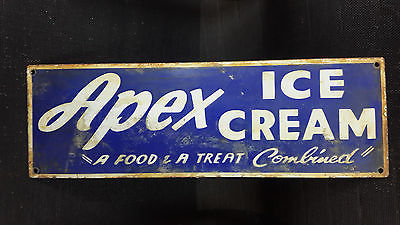 Apex ICE CREAM
"A FOOD & A TREAT Combined"